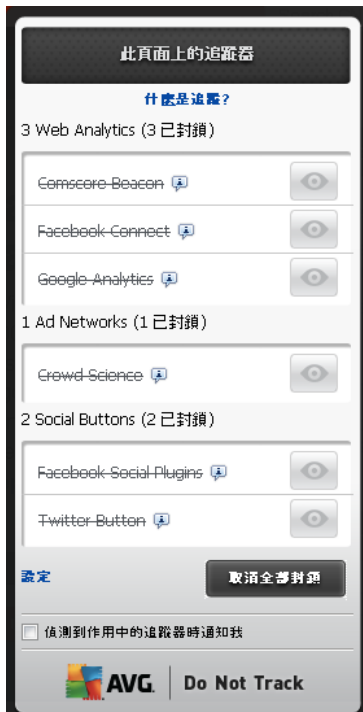 此頁面上的追蹤器
什麼是追蹤?
3 Web Analytics (3 已封鎖)
Comscore Beacon
Facebook Connect
Google Analytics
1 Ad Networks (1 已封鎖)
Crowd Science
2 Social Buttons (2 已封鎖)
Facebook Social Plugins
Twitter Button
設定
取消全部封鎖
偵測到作用中的追蹤器時通知我
AVG. Do Not Track